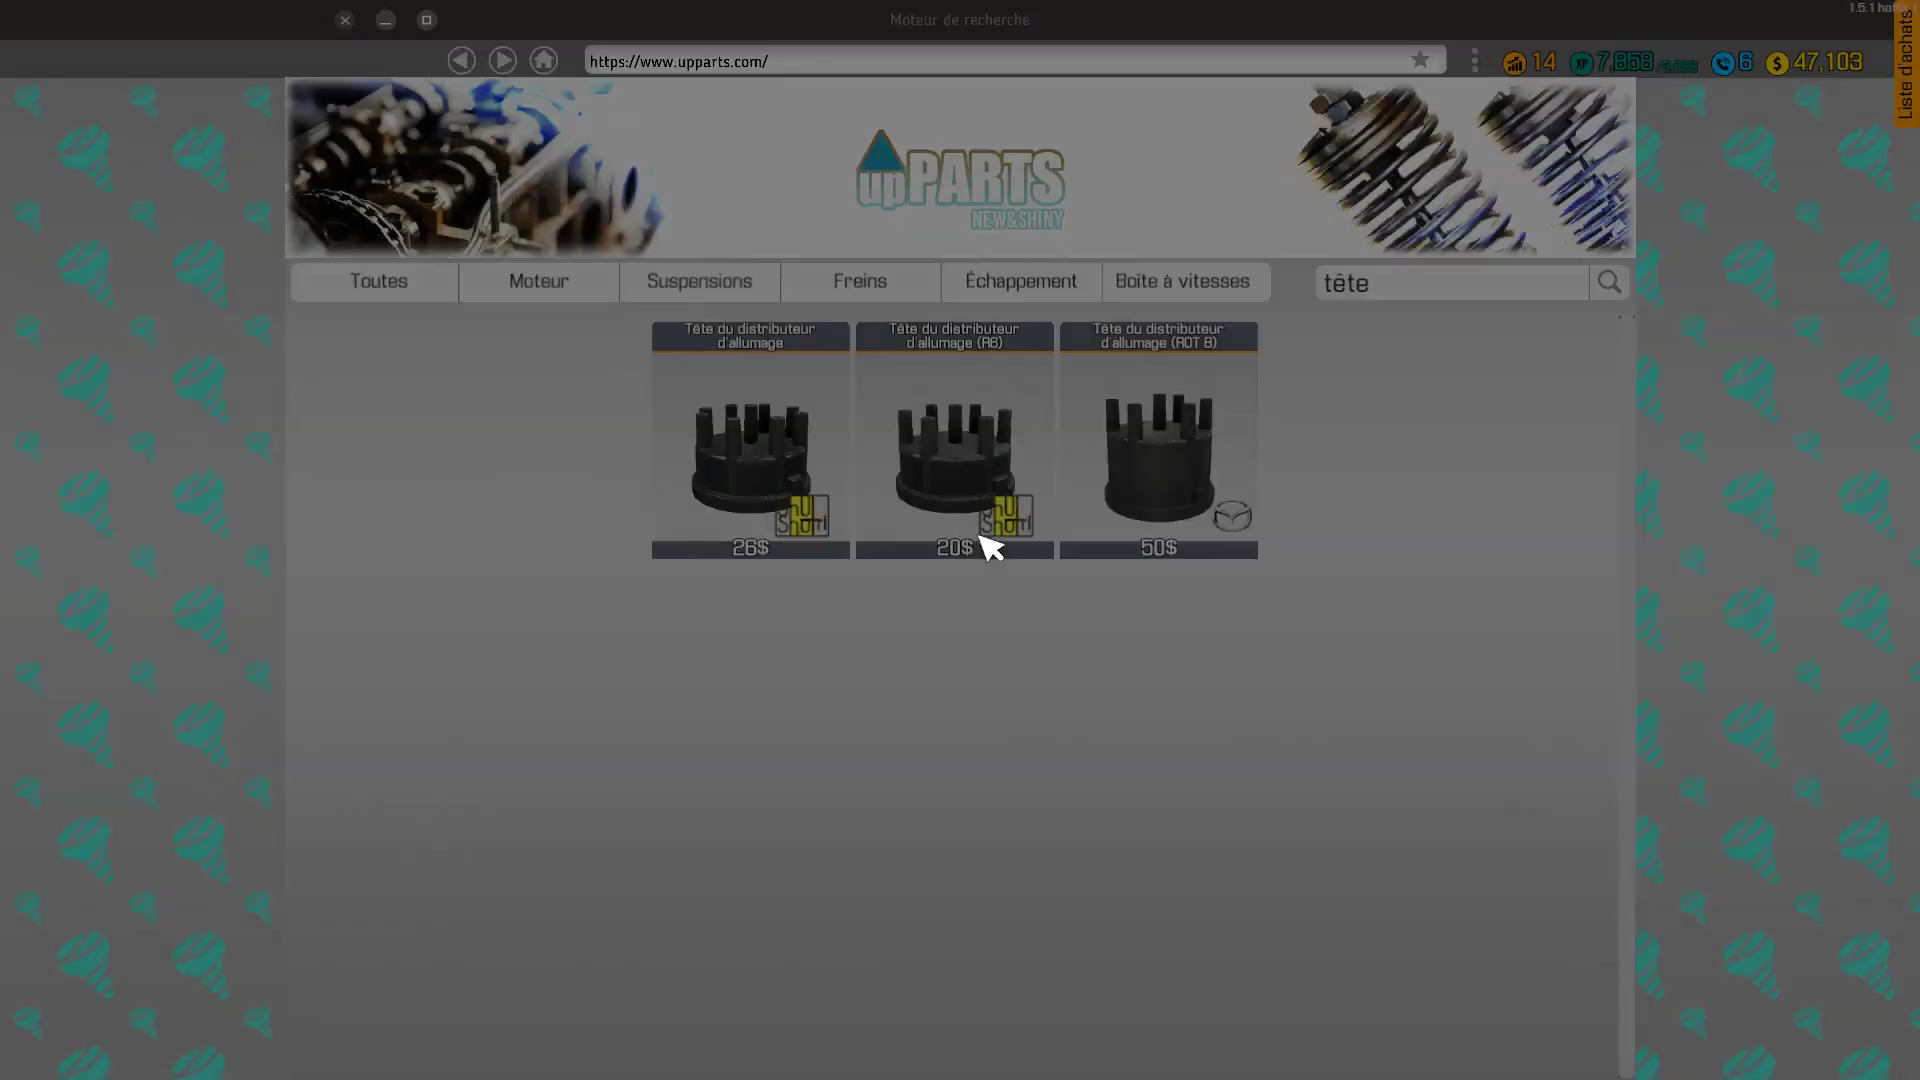 Moteur de recherche
https://www.upparts.com/
14
XP
7,858
6
$
47,103
Liste d'achats
upPARTS
NEW&SHINY
Toutes
Moteur
Suspensions
Freins
Échappement
Boîte à vitesses
tête
Tête du distributeur
d'allumage
26$
Tête du distributeur
d'allumage (R6)
20$
Tête du distributeur
d'allumage (ROT B)
50$